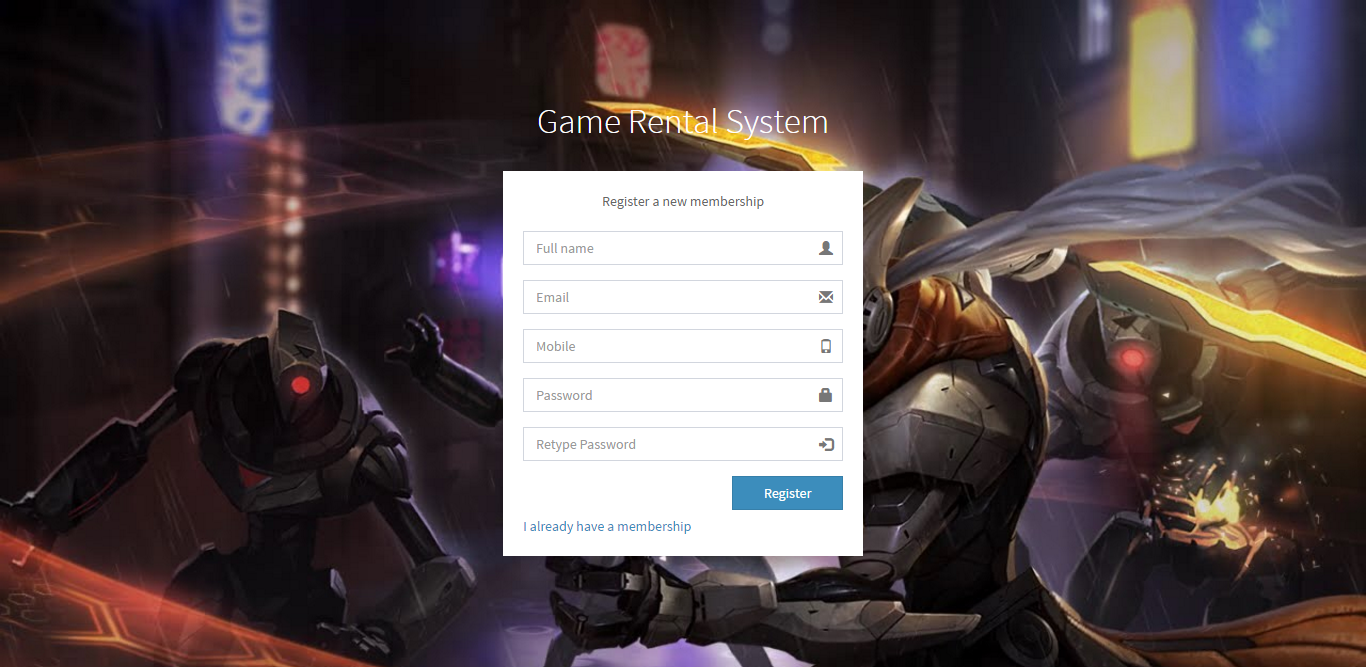 Game Rental System
Register a new membership
Full name
Email
Mobile
Password
Retype Password
Register
I already have a membership